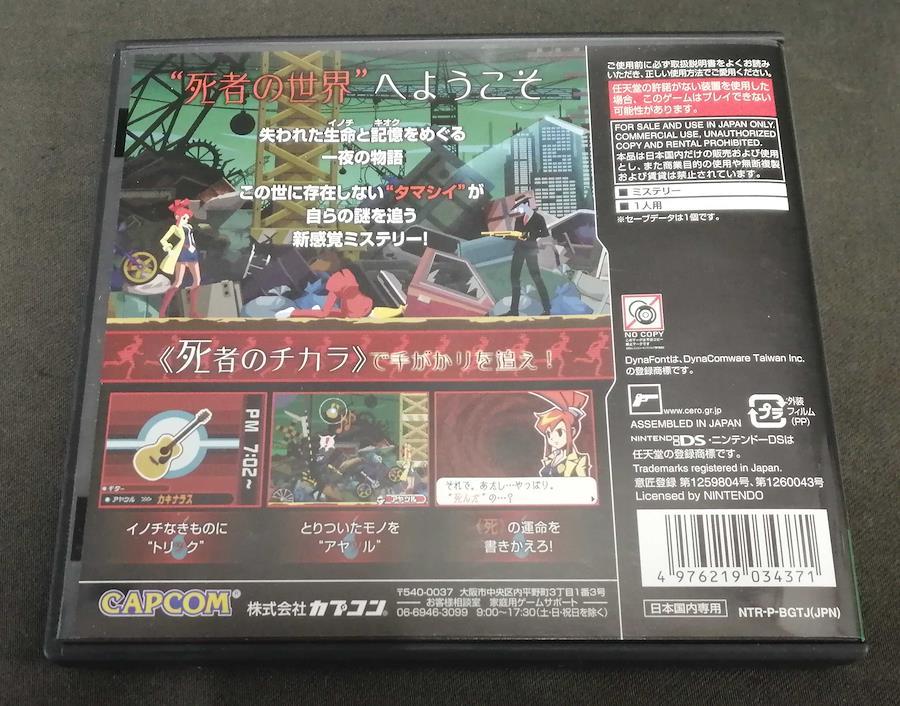 “死者の世界”へようこそ
イノチ キオク
失われた生命と記憶をめぐる
一夜の物語
この世に存在しない“タマシイ”が
自らの謎を追う
新感覚ミステリー!
《死者のチカラ》で手がかりを追え!
PM 7:02~
ギター
アヤツル >>> カキナラス
アヤツル
それで。あたし…やっぱり。
“死んだ”の…?
イノチなきものに
“トリツク”
とりついたモノを
“アヤツル”
《死》の運命を
書きかえろ!
CAPCOM® 株式会社カプコン
〒540-0037 大阪市中央区内平野町3丁目1番3号
お客様相談室 家庭用ゲームサポート
06-6946-3099 9:00~17:30(土・日・祝日を除く)
ご使用前に必ず取扱説明書をよくお読み
いただき、正しい使用方法でご愛用ください。
任天堂の許諾がない装置を使用した
場合、このゲームはプレイできない
可能性があります。
FOR SALE AND USE IN JAPAN ONLY.
COMMERCIAL USE, UNAUTHORIZED
COPY AND RENTAL PROHIBITED.
本品は日本国内だけの販売および使用
とし、また商業目的の使用や無断複製
および賃貸は禁止されています。
■ ミステリー
■ 1人用
※セーブデータは1個です。
NO COPY
DynaFontは、DynaComware Taiwan Inc.
の登録商標です。
www.cero.gr.jp
プラ
外装
フィルム
(PP)
ASSEMBLED IN JAPAN
NINTENDO DS・ニンテンドーDSは
任天堂の登録商標です。
Trademarks registered in Japan.
意匠登録 第1259804号、第1260043号
Licensed by NINTENDO
4 976219 034371
日本国内専用
NTR-P-BGTJ(JPN)